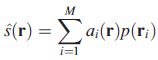 ŝ(r) = ∑_{i=1}^{M} a_i(r)p(r_i)